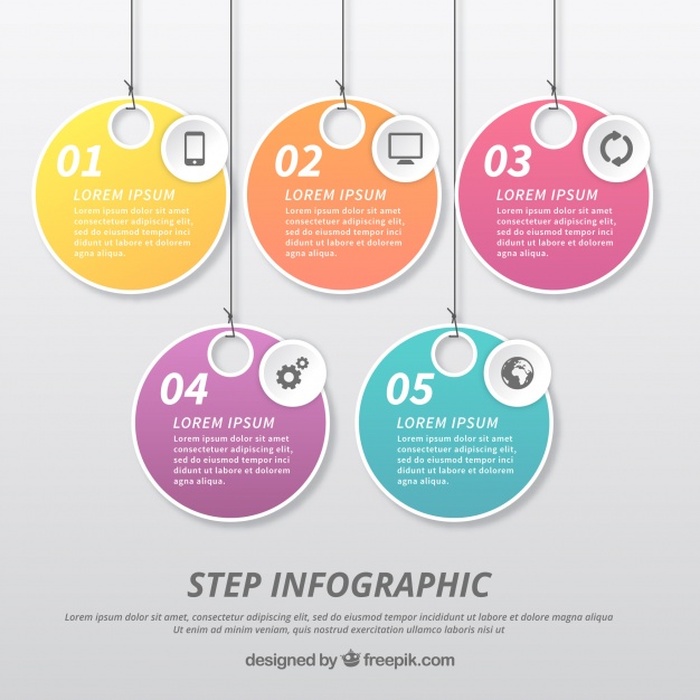 01
LOREM IPSUM
Lorem ipsum dolor sit amet
consectetuer adipiscing elit,
sed do eiusmod tempor inci
didunt ut labore et dolorem
agna aliqua.
02
LOREM IPSUM
Lorem ipsum dolor sit amet
consectetuer adipiscing elit,
sed do eiusmod tempor inci
didunt ut labore et dolorem
agna aliqua.
03
LOREM IPSUM
Lorem ipsum dolor sit amet
consectetuer adipiscing elit,
sed do eiusmod tempor inci
didunt ut labore et dolorem
agna aliqua.
04
LOREM IPSUM
Lorem ipsum dolor sit amet
consectetuer adipiscing elit,
sed do eiusmod tempor inci
didunt ut labore et dolorem
agna aliqua.
05
LOREM IPSUM
Lorem ipsum dolor sit amet
consectetuer adipiscing elit,
sed do eiusmod tempor inci
didunt ut labore et dolorem
agna aliqua.
STEP INFOGRAPHIC
Lorem ipsum dolor sit amet, consectetur adipiscing elit, sed do eiusmod tempor incididunt ut labore et dolore magna aliqua
Ut enim ad minim veniam, quis nostrud exercitation ullamco laboris nisi ut
designed by freepik.com